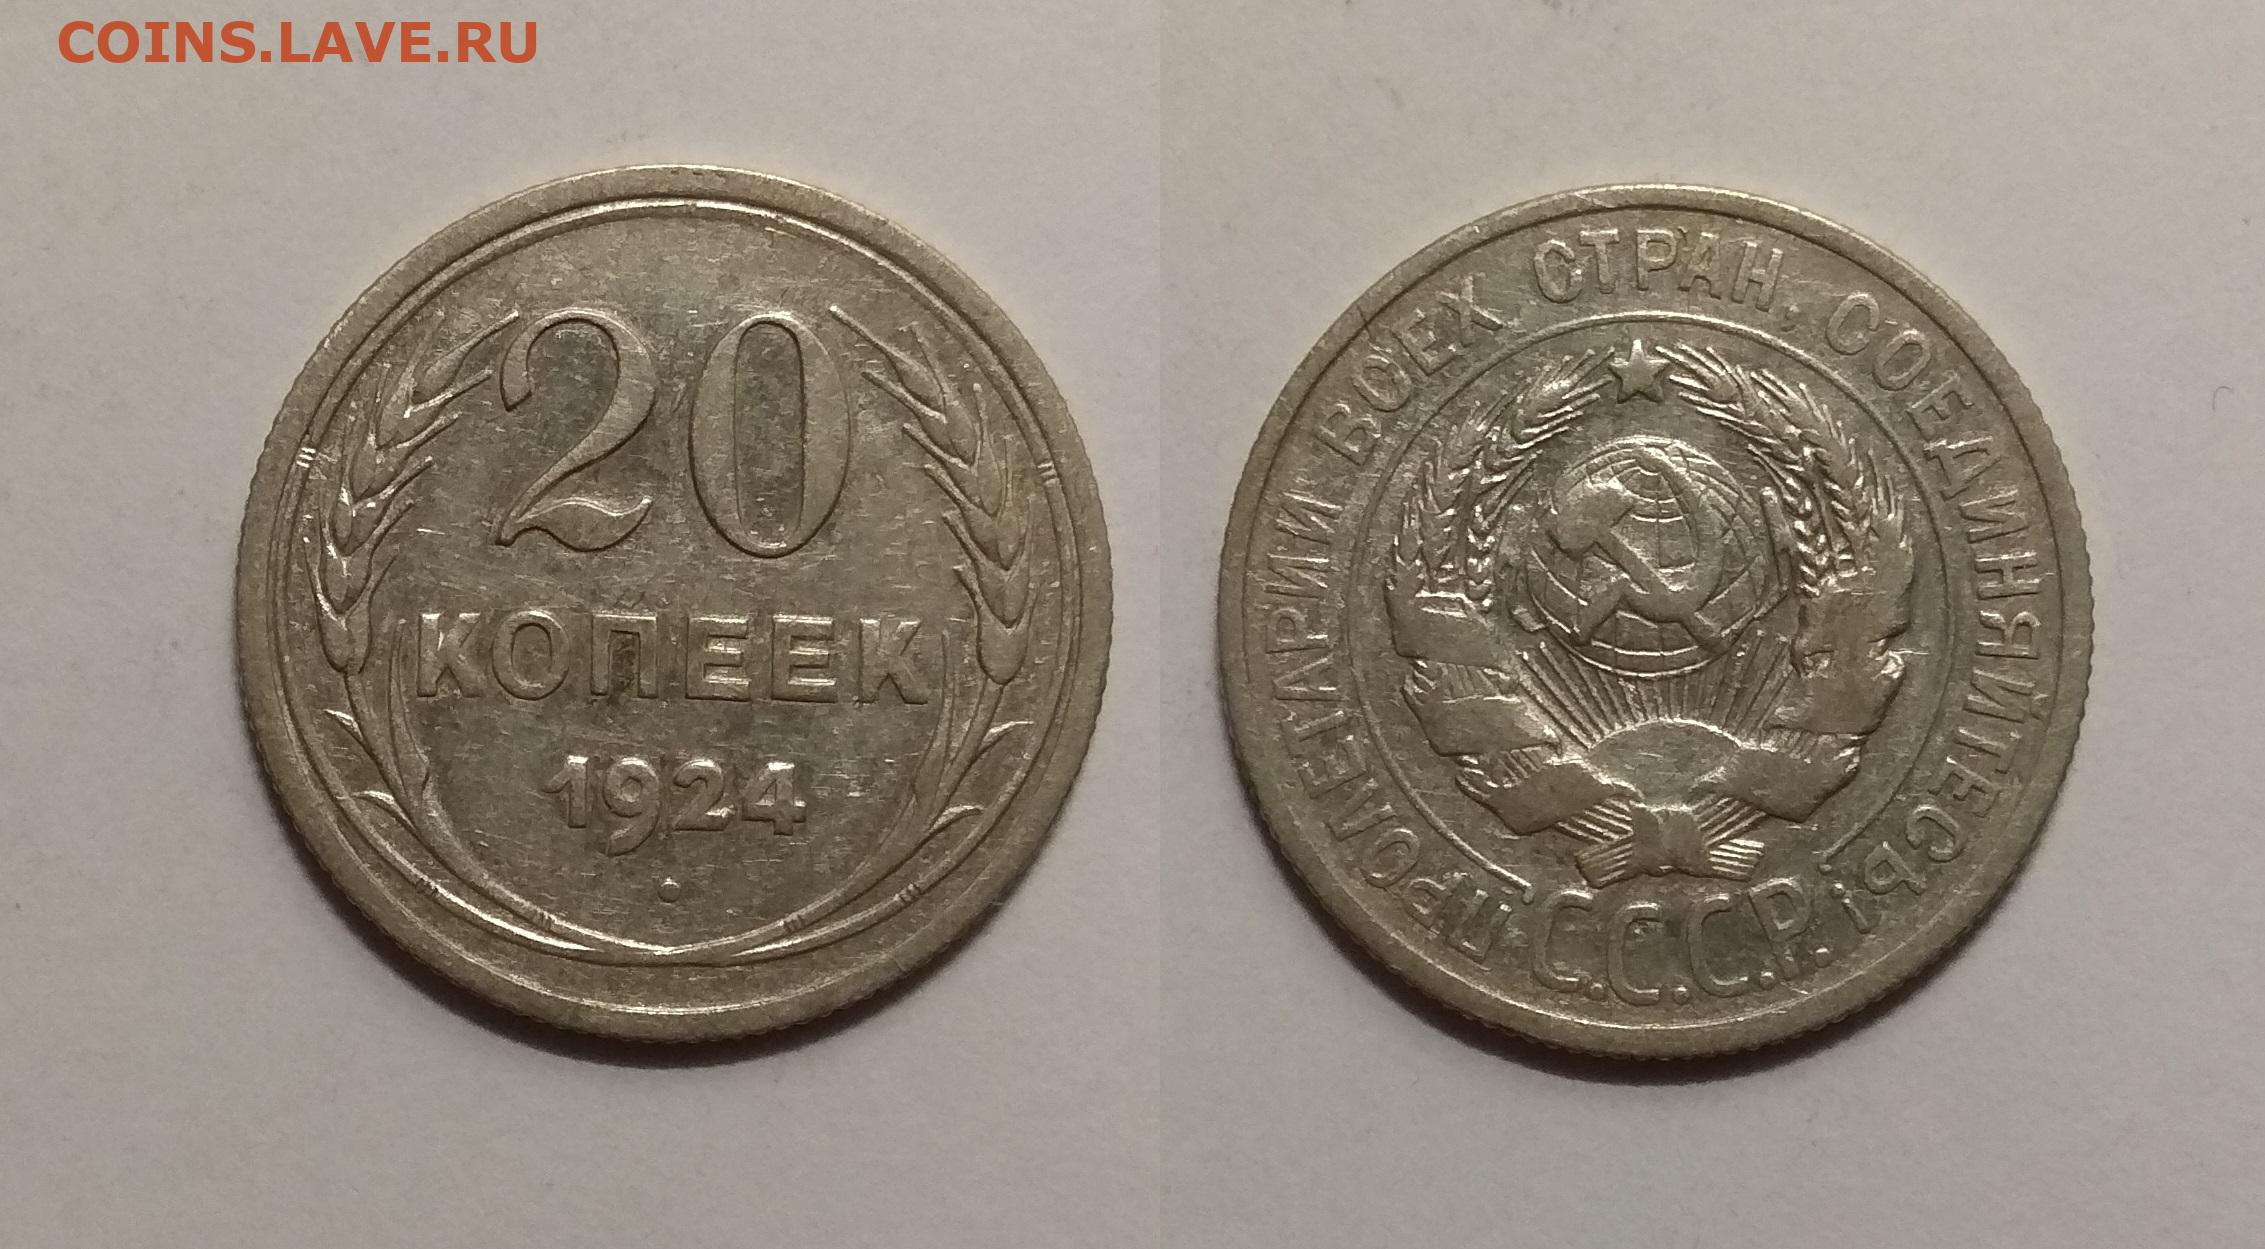 COINS.LAVE.RU
20
КОПЕЕК
1924
ПРОЛЕТАРИИ ВСЕХ СТРАН, СОЕДИНЯЙТЕСЬ!
С.С.С.Р.